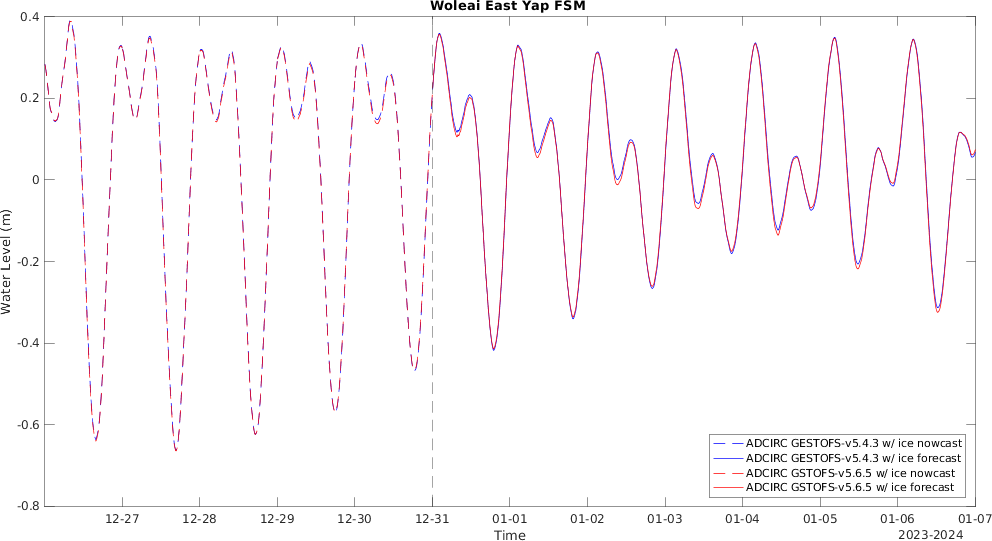 Woleai East Yap FSM
0.4
0.2
0
-0.2
-0.4
-0.6
-0.8
Water Level (m)
12-27
12-28
12-29
12-30
12-31
01-01
01-02
01-03
01-04
01-05
01-06
01-07
Time
2023-2024
ADCIRC GESTOFS-v5.4.3 w/ ice nowcast
ADCIRC GESTOFS-v5.4.3 w/ ice forecast
ADCIRC GSTOFS-v5.6.5 w/ ice nowcast
ADCIRC GSTOFS-v5.6.5 w/ ice forecast